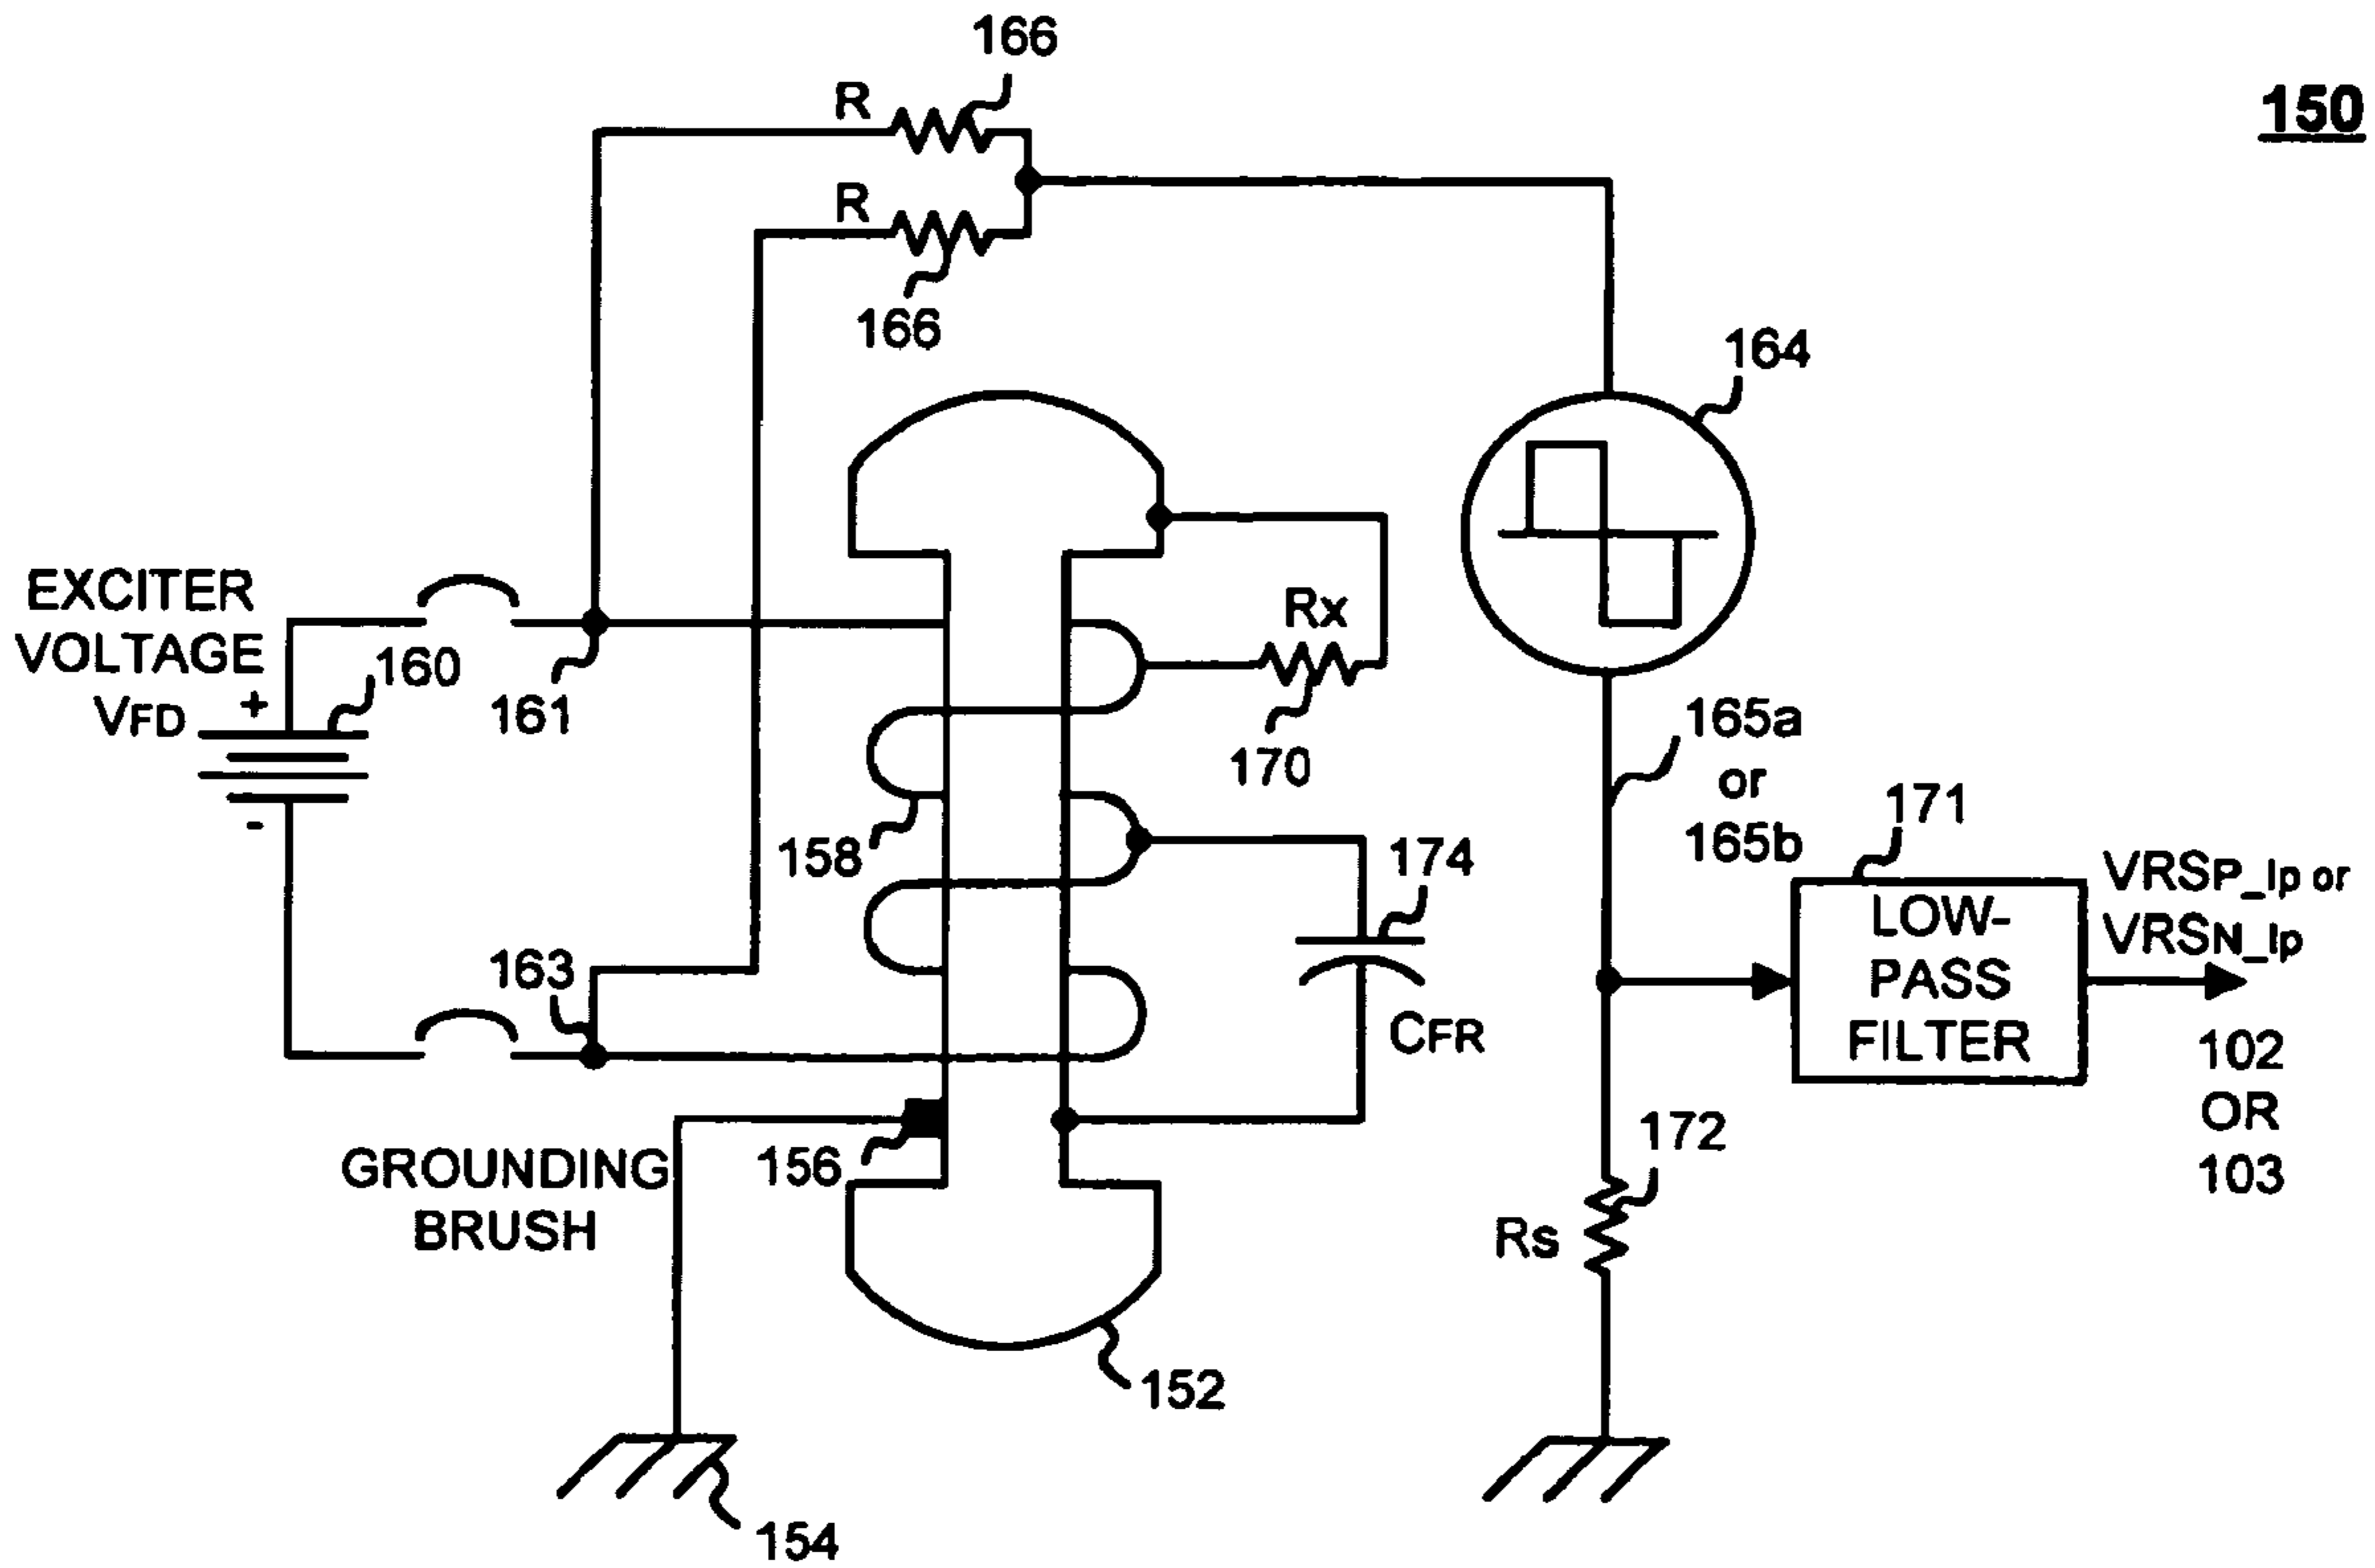 166
150
R
R
166
164
EXCITER
VOLTAGE
VFD
+
-
160
161
Rx
170
165a
or
165b
171
158
174
VRSP_lp or
VRSN_lp
LOW-
PASS
FILTER
163
CFR
102
OR
103
172
156
GROUNDING
BRUSH
Rs
152
154